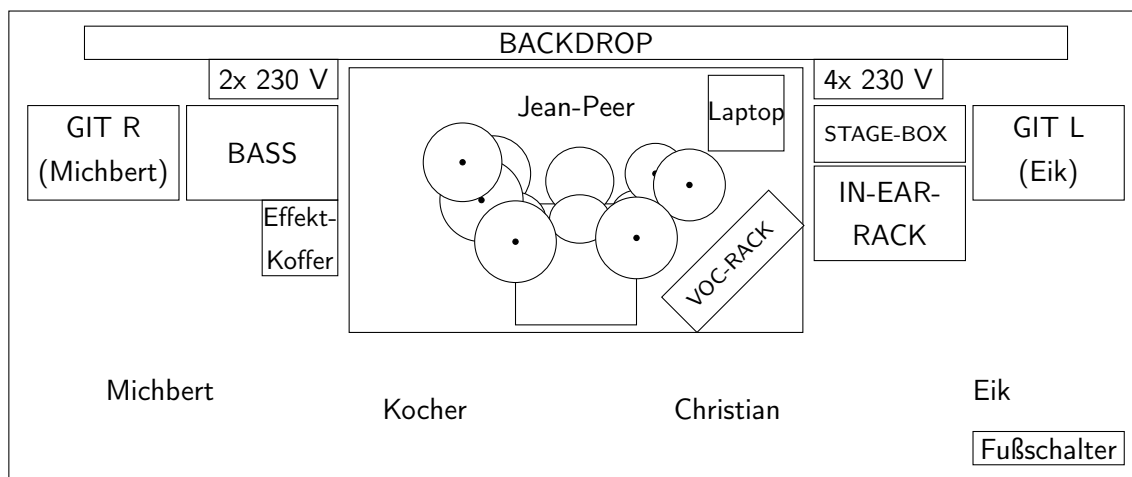 BACKDROP
2x 230 V
4x 230 V
Jean-Peer
Laptop
GIT R
(Michbert)
BASS
STAGE-BOX
GIT L
(Eik)
Effekt-
Koffer
IN-EAR-
RACK
VOC-RACK
Michbert
Kocher
Christian
Eik
Fußschalter